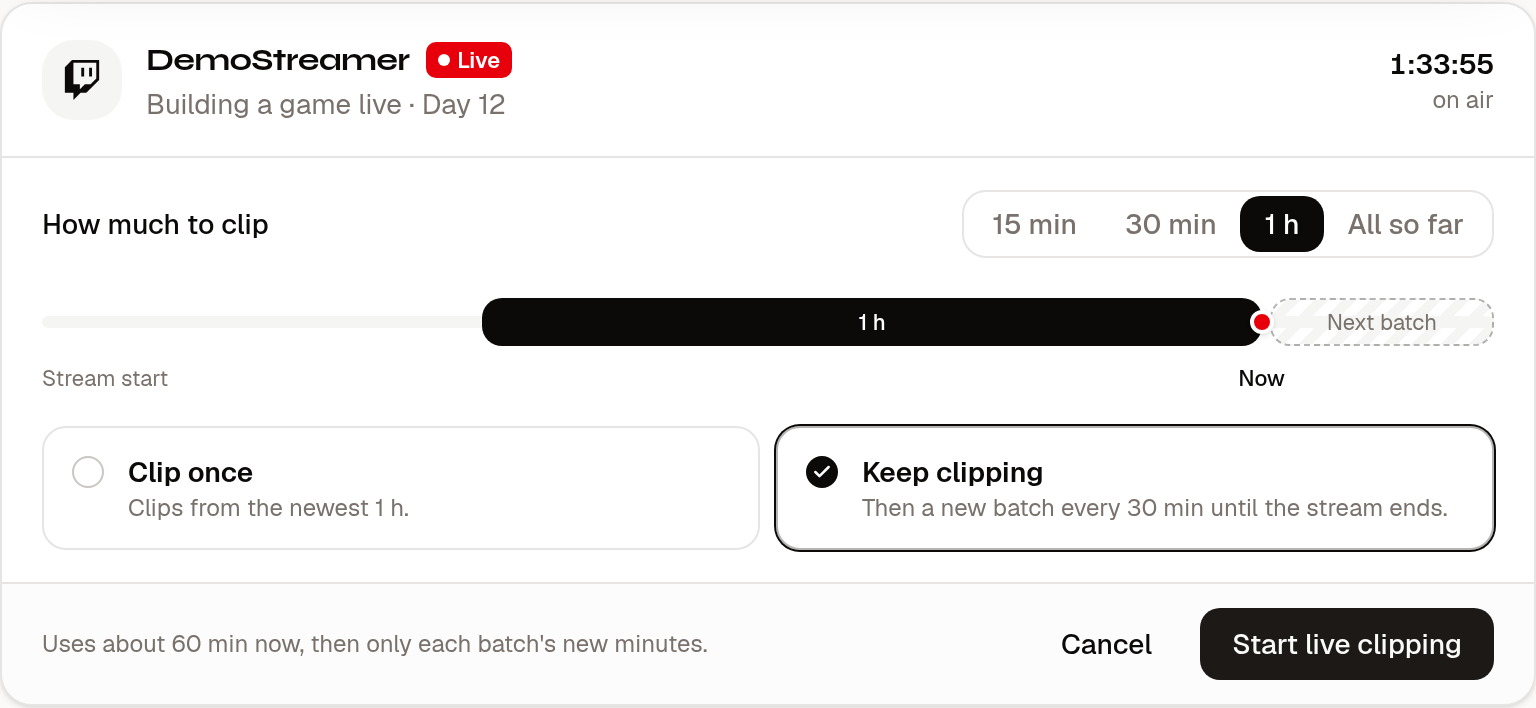 DemoStreamer
Live
Building a game live · Day 12
1:33:55
on air
How much to clip
15 min
30 min
1 h
All so far
1 h
Next batch
Stream start
Now
Clip once
Clips from the newest 1 h.
Keep clipping
Then a new batch every 30 min until the stream ends.
Uses about 60 min now, then only each batch's new minutes.
Cancel
Start live clipping